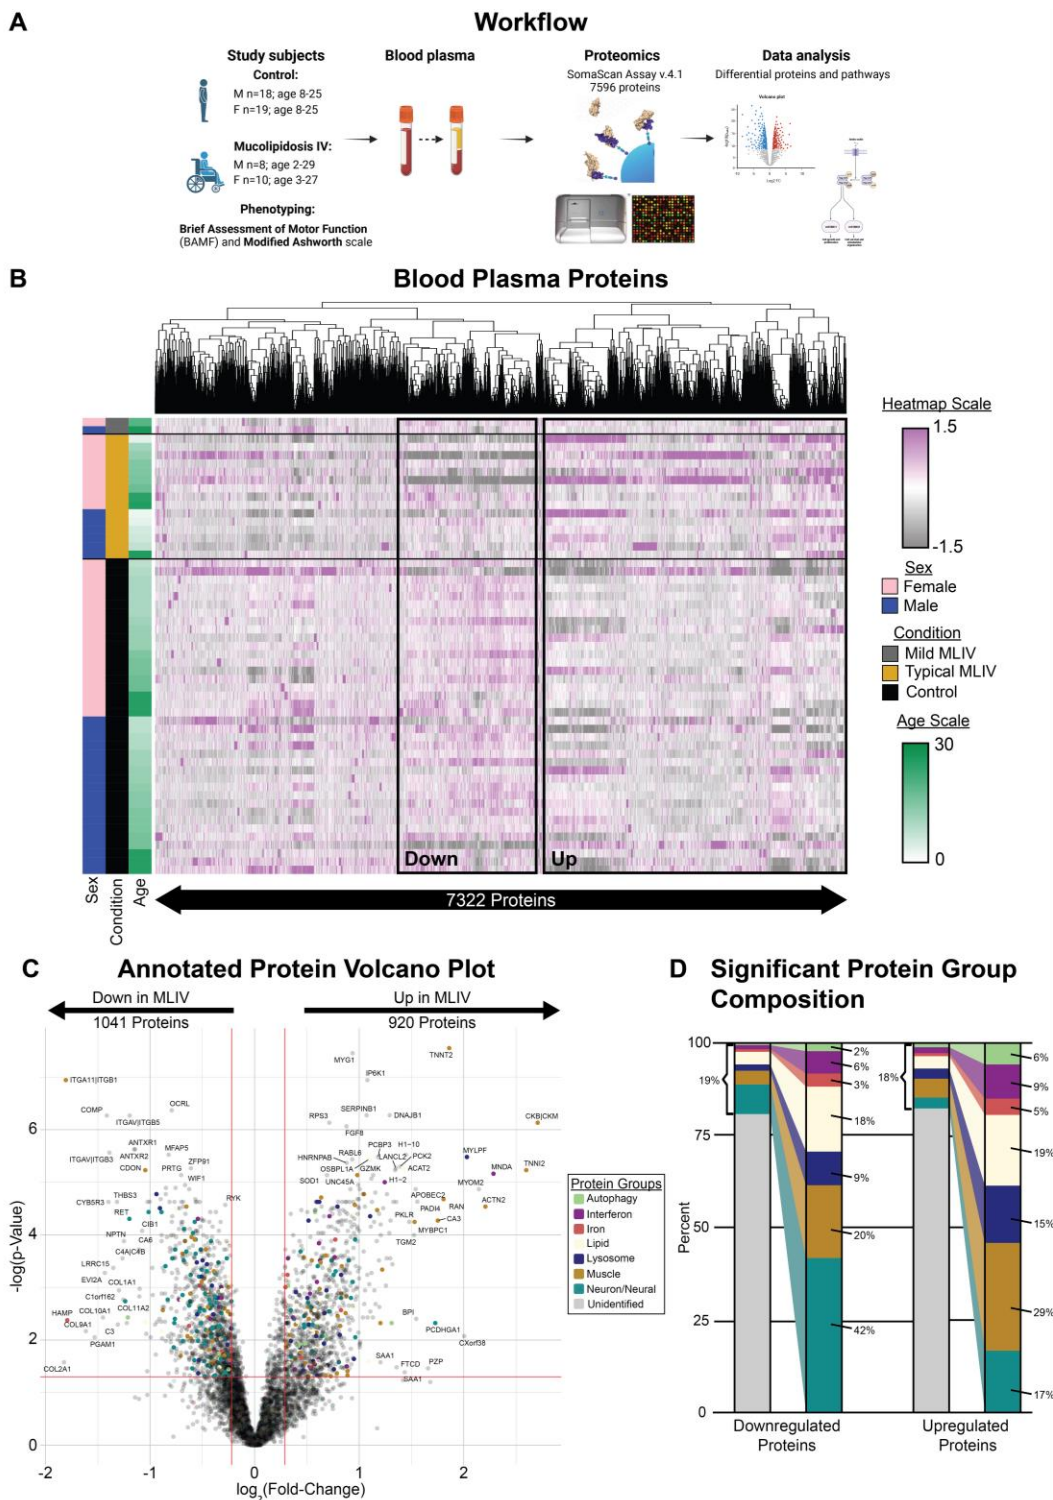 A
Workflow
Study subjects
Control:
M n=18; age 8-25
F n=19; age 8-25
Mucolipidosis IV:
M n=8; age 2-29
F n=10; age 3-27
Phenotyping:
Brief Assessment of Motor Function
(BAMF) and Modified Ashworth scale
Blood plasma
Proteomics
SomaScan Assay v.4.1
7596 proteins
Data analysis
Differential proteins and pathways
Volcano plot
B
Blood Plasma Proteins
Down
Up
Sex
Condition
Age
7322 Proteins
Heatmap Scale
1.5
-1.5
Sex
Female
Male
Condition
Mild MLIV
Typical MLIV
Control
Age Scale
30
0
C
Annotated Protein Volcano Plot
Down in MLIV
1041 Proteins
Up in MLIV
920 Proteins
MYG1
TNNT2
ITGA11|ITGB1
IP6K1
COMP
OCRL
ITGAV|ITGB5
RPS3
SERPINB1
DNAJB1
CKB|CKM
FGF8
ANTXR1
MFAP5
ITGAV|ITGB3
ANTXR2
ZFP91
CDON
PRTG
WIF1
PCBP3
H1-10
RABL6
HNRNPAB
LANCL2
PCK2
MYLPF
OSBPL1A
GZMK
ACAT2
MNDA
TNNI2
SOD1
UNC45A
H1-2
MYOM2
CYB5R3
THBS3
RYK
APOBEC2
ACTN2
RET
PADI4
RAN
CIB1
PKLR
CA3
NPTN
CA6
MYBPC1
C4A|C4B
TGM2
LRRC15
EVI2A
COL1A1
C1orf162
COL10A1
COL11A2
HAMP
COL9A1
C3
BPI
PCDHGA1
PGAM1
CXorf38
COL2A1
SAA1
FTCD
PZP
SAA1
-log(p-Value)
6
4
2
0
-2
-1
0
1
2
log2(Fold-Change)
Protein Groups
Autophagy
Interferon
Iron
Lipid
Lysosome
Muscle
Neuron/Neural
Unidentified
D
Significant Protein Group
Composition
Percent
100
75
50
25
0
19%
2%
6%
3%
18%
9%
20%
42%
18%
6%
9%
5%
19%
15%
29%
17%
Downregulated
Proteins
Upregulated
Proteins